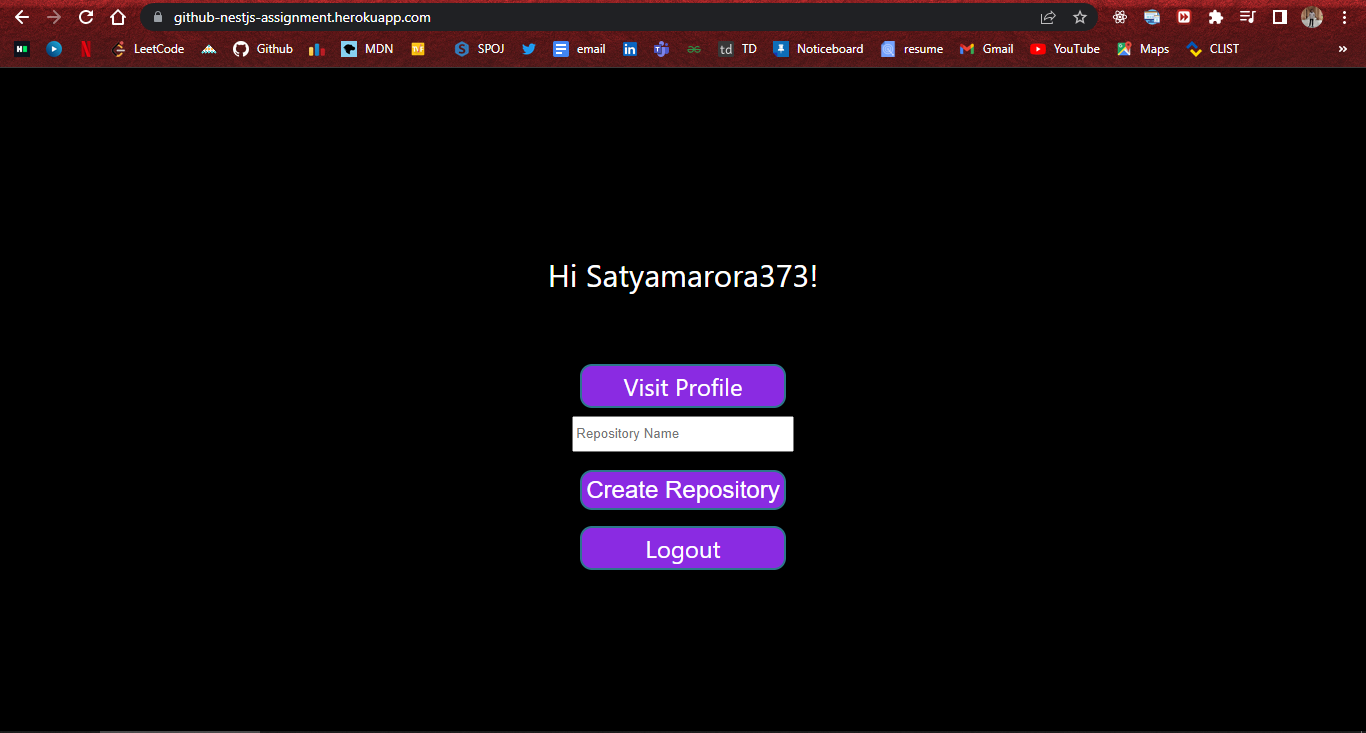 github-nestjs-assignment.herokuapp.com
LeetCode Github MDN SPOJ email TD Noticeboard resume Gmail YouTube Maps CLIST »
Hi Satyamarora373!
Visit Profile
Repository Name
Create Repository
Logout